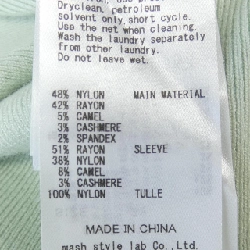 Dryclean, petroleum
solvent only, short cycle.
Use the net when cleaning.
Wash the laundry separately
from other laundry.
Do not leave wet.
48% NYLON MAIN MATERIAL
42% RAYON
5% CAMEL
3% CASHMERE
2% SPANDEX
51% RAYON SLEEVE
38% NYLON
8% CAMEL
3% CASHMERE
100% NYLON TULLE
MADE IN CHINA
mash style lab Co.,Ltd.